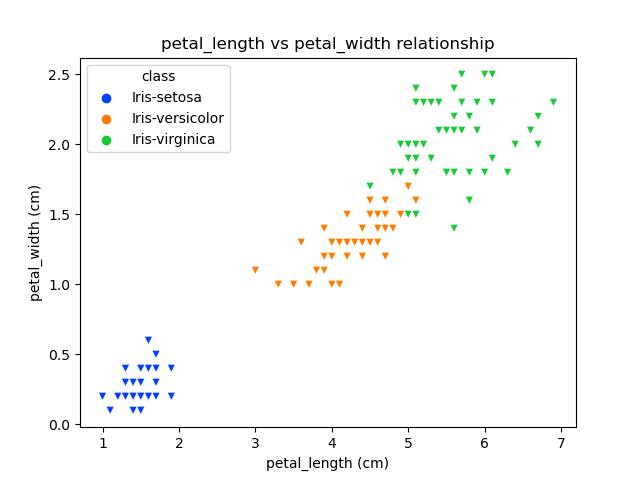 petal_length vs petal_width relationship
class
Iris-setosa
Iris-versicolor
Iris-virginica
petal_width (cm)
2.5
2.0
1.5
1.0
0.5
0.0
1 2 3 4 5 6 7
petal_length (cm)